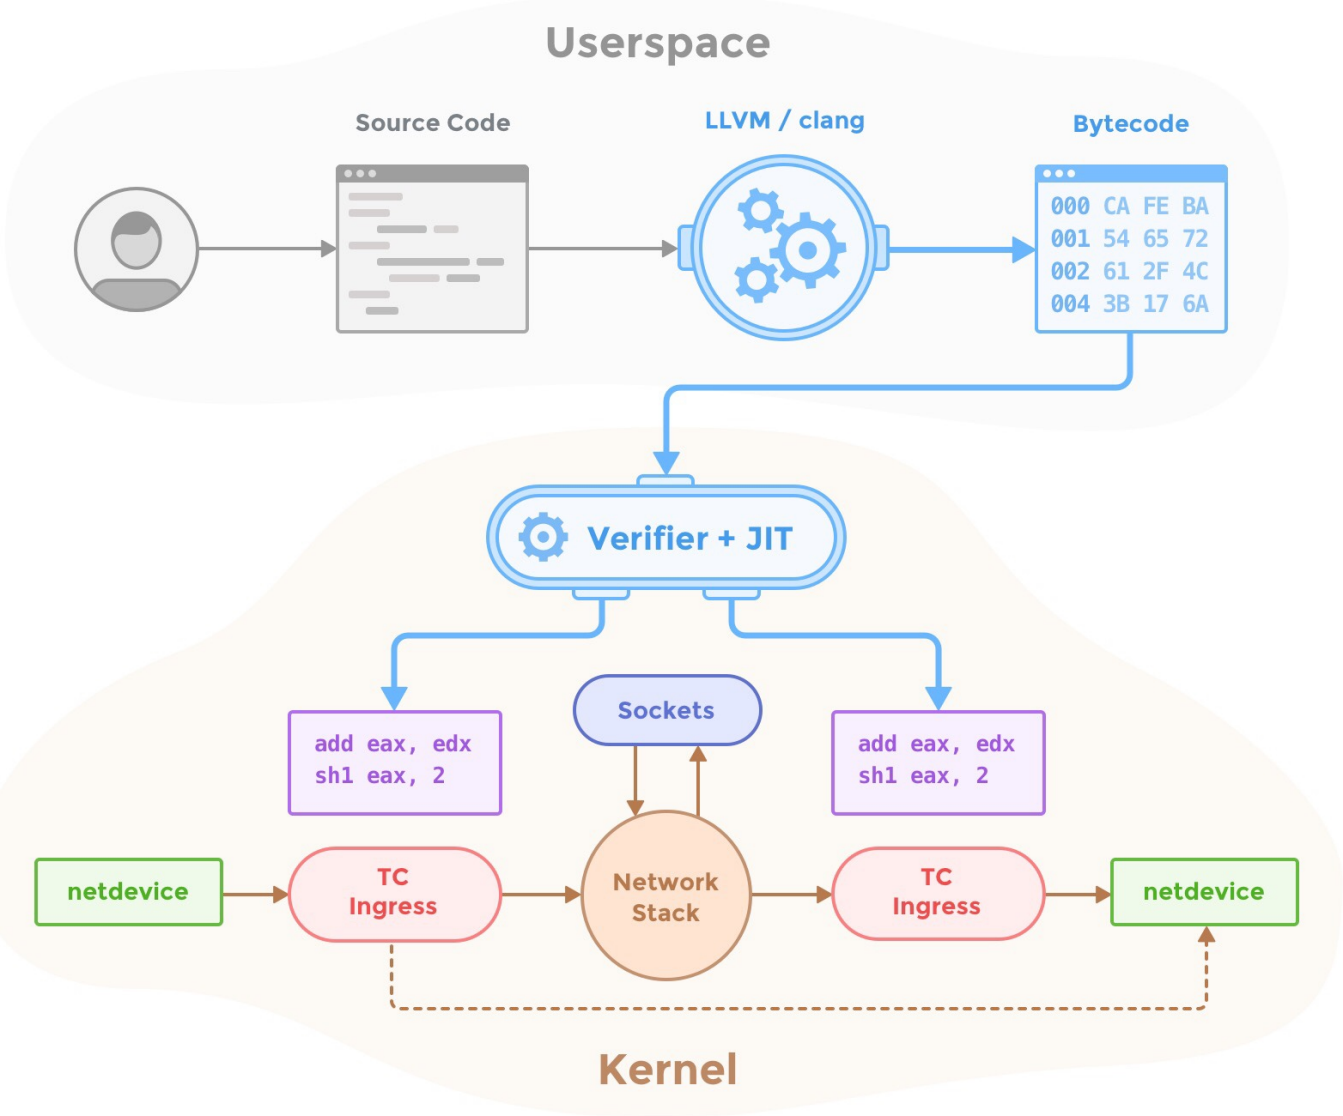 Userspace
Source Code
LLVM / clang
Bytecode
000 CA FE BA
001 54 65 72
002 61 2F 4C
004 3B 17 6A
Verifier + JIT
add eax, edx
sh1 eax, 2
Sockets
add eax, edx
sh1 eax, 2
netdevice
TC
Ingress
Network
Stack
TC
Ingress
netdevice
Kernel